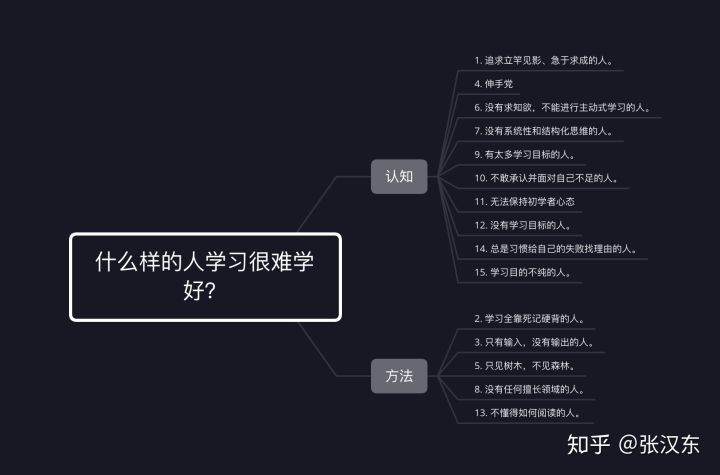 什么样的人学习很难学
好?
认知
1. 追求立竿见影、急于求成的人。
4. 伸手党
6. 没有求知欲，不能进行主动式学习的人。
7. 没有系统性和结构化思维的人。
9. 有太多学习目标的人。
10. 不敢承认并面对自己不足的人。
11. 无法保持初学者心态
12. 没有学习目标的人。
14. 总是习惯给自己的失败找理由的人。
15. 学习目的不纯的人。
方法
2. 学习全靠死记硬背的人。
3. 只有输入，没有输出的人。
5. 只见树木，不见森林。
8. 没有任何擅长领域的人。
13. 不懂得如何阅读的人。
知乎 @张汉东